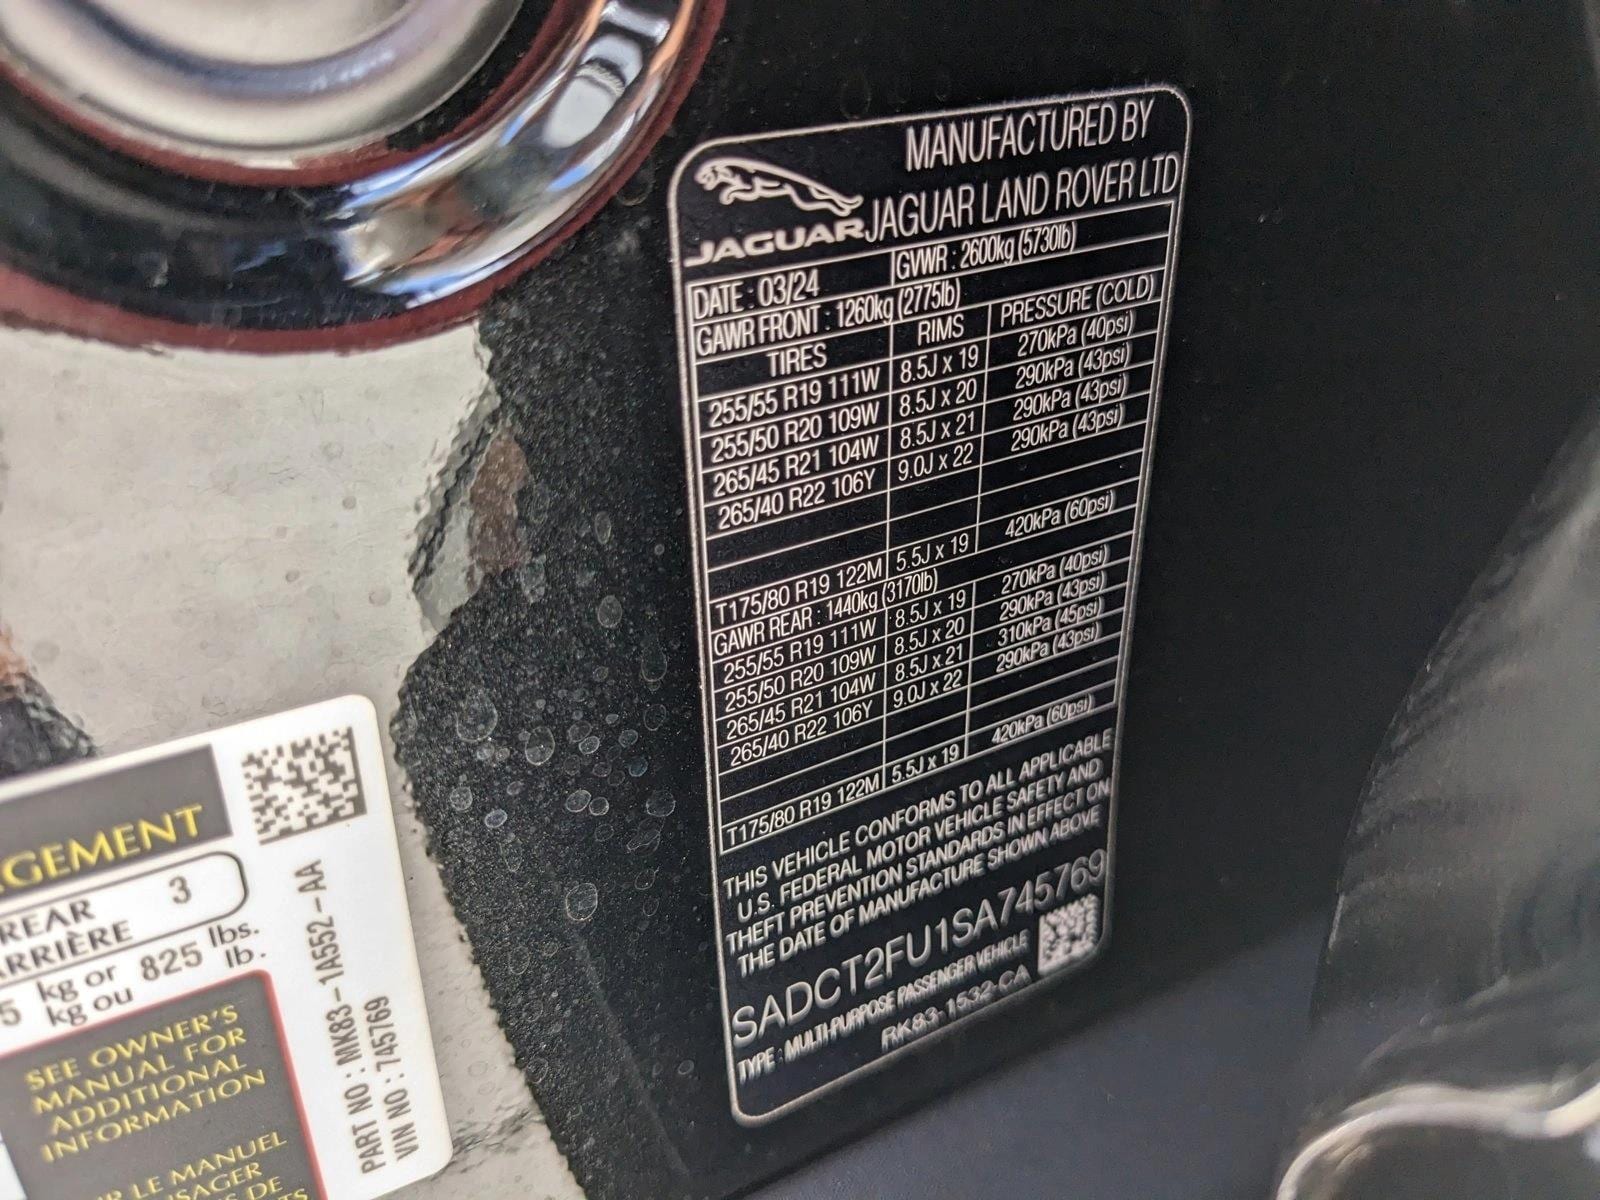 MANUFACTURED BY
JAGUAR JAGUAR LAND ROVER LTD
DATE : 03/24 GVWR : 2600kg (5730lb)
GAWR FRONT : 1260kg (2775lb)
TIRES RIMS PRESSURE (COLD)
255/55 R19 111W 8.5J x 19 270kPa (40psi)
255/50 R20 109W 8.5J x 20 290kPa (43psi)
265/45 R21 104W 8.5J x 21 290kPa (43psi)
265/40 R22 106Y 9.0J x 22 290kPa (43psi)
T175/80 R19 122M 5.5J x 19 420kPa (60psi)
GAWR REAR : 1440kg (3170lb)
255/55 R19 111W 8.5J x 19 270kPa (40psi)
255/50 R20 109W 8.5J x 20 290kPa (43psi)
265/45 R21 104W 8.5J x 21 310kPa (45psi)
265/40 R22 106Y 9.0J x 22 290kPa (43psi)
T175/80 R19 122M 5.5J x 19 420kPa (60psi)
THIS VEHICLE CONFORMS TO ALL APPLICABLE
U.S. FEDERAL MOTOR VEHICLE SAFETY AND
THEFT PREVENTION STANDARDS IN EFFECT ON
THE DATE OF MANUFACTURE SHOWN ABOVE
SADCT2FU1SA745769
TYPE : MULTI-PURPOSE PASSENGER VEHICLE
RK83-1532-CA
GEMENT
REAR 3
ARRIÈRE
5 kg or 825 lbs.
kg ou lb.
SEE OWNER'S
MANUAL FOR
ADDITIONAL
INFORMATION
LE MANUEL
DE
PART NO : MK83-1A552-AA
VIN NO : 745769